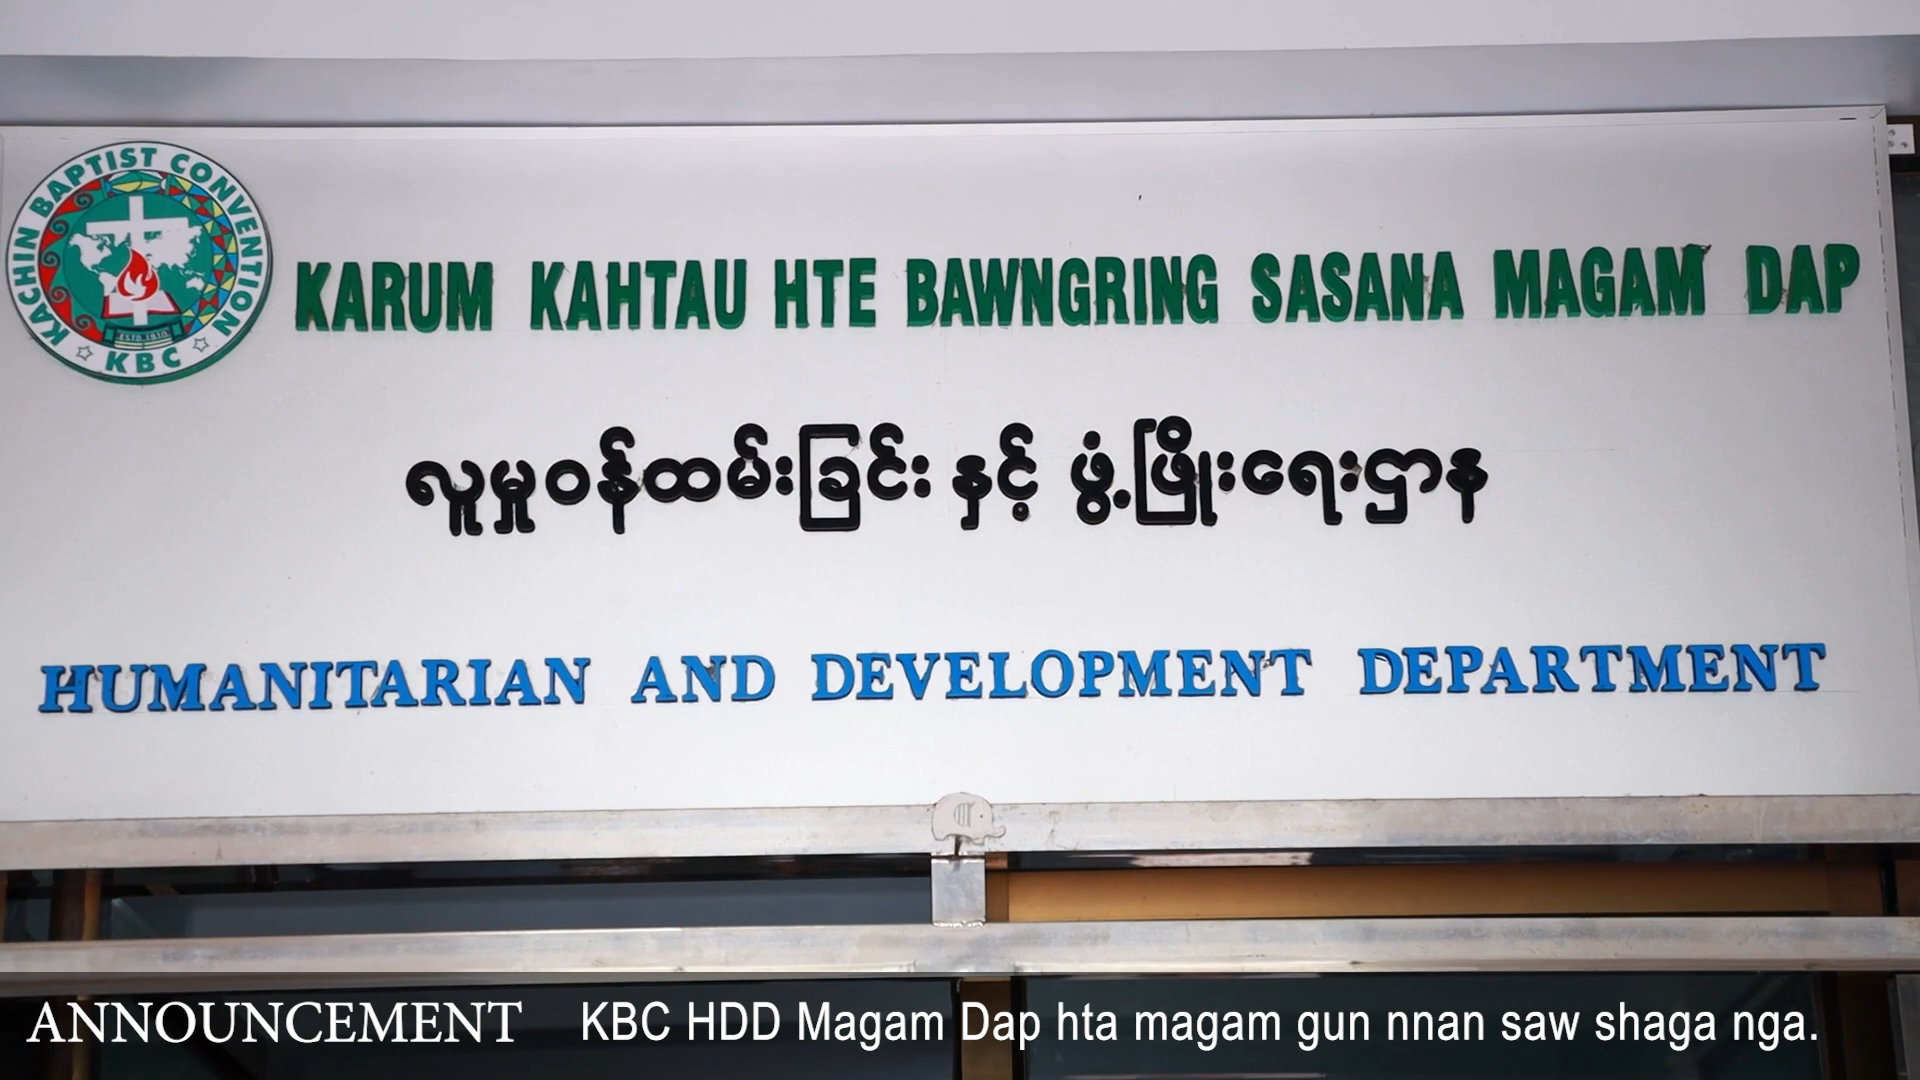 KACHIN BAPTIST CONVENTION
ESTD. 1810
KBC
KARUM KAHTAU HTE BAWNGRING SASANA MAGAM DAP
လူမှုဝန်ထမ်းခြင်း နှင့် ဖွံ့ဖြိုးရေးဌာန
HUMANITARIAN AND DEVELOPMENT DEPARTMENT
ANNOUNCEMENT KBC HDD Magam Dap hta magam gun nnan saw shaga nga.